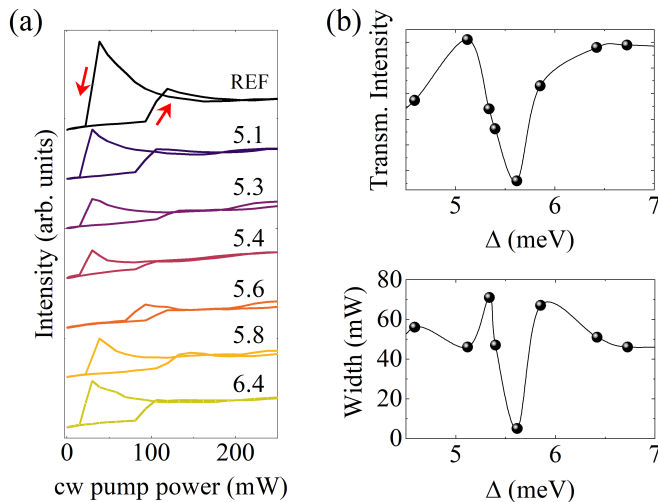 (a)
REF
5.1
5.3
5.4
5.6
5.8
6.4
Intensity (arb. units)
0
100
200
cw pump power (mW)
(b)
Transm. Intensity
5
6
7
Δ (meV)
80
60
40
20
0
Width (mW)
5
6
7
Δ (meV)